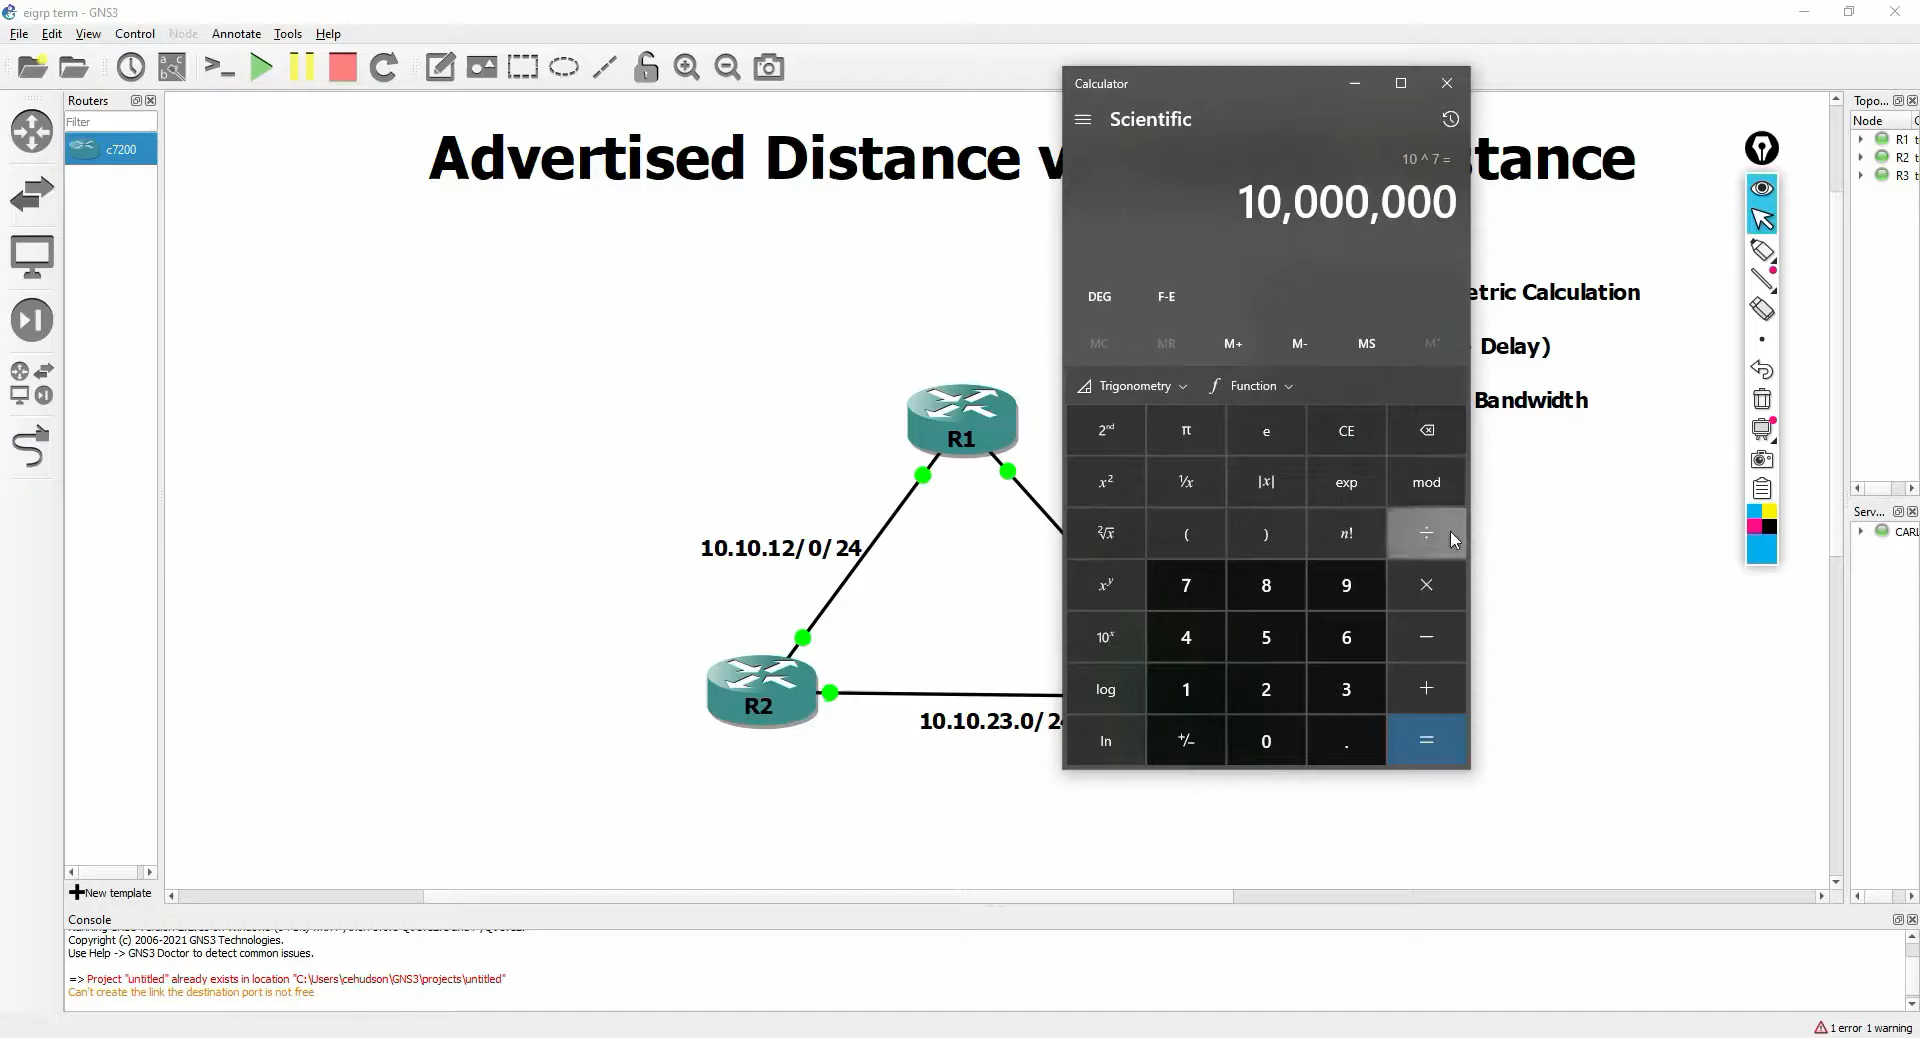 eigrp term - GNS3
File Edit View Control Node Annotate Tools Help
Routers
Filter
c7200
New template
Advertised Distance v
stance
etric Calculation
Delay)
Bandwidth
R1
10.10.12/0/24
R2
10.10.23.0/24
Calculator
Scientific
10 ^ 7 =
10,000,000
DEG F-E
MC MR M+ M- MS
Trigonometry Function
2nd π e CE
x² ⅟x |x| exp mod
²√x ( ) n! ÷
xʸ 7 8 9 ×
10ˣ 4 5 6 −
log 1 2 3 +
ln +/- 0 . =
Topo...
Node
R1 t
R2 t
R3 t
Serv...
CARL
Console
Copyright (c) 2006-2021 GNS3 Technologies.
Use Help -> GNS3 Doctor to detect common issues.
=> Project "untitled" already exists in location "C:\Users\cehudson\GNS3\projects\untitled"
Can't create the link the destination port is not free
1 error 1 warning